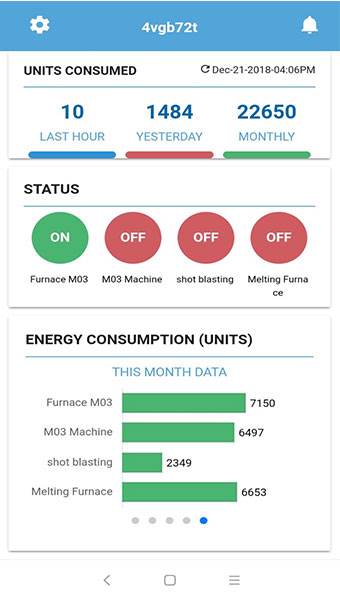 4vgb72t
UNITS CONSUMED
Dec-21-2018-04:06PM
10 1484 22650
LAST HOUR YESTERDAY MONTHLY
STATUS
ON OFF OFF OFF
Furnace M03 M03 Machine shot blasting Melting Furna
ce
ENERGY CONSUMPTION (UNITS)
THIS MONTH DATA
Furnace M03 7150
M03 Machine 6497
shot blasting 2349
Melting Furnace 6653